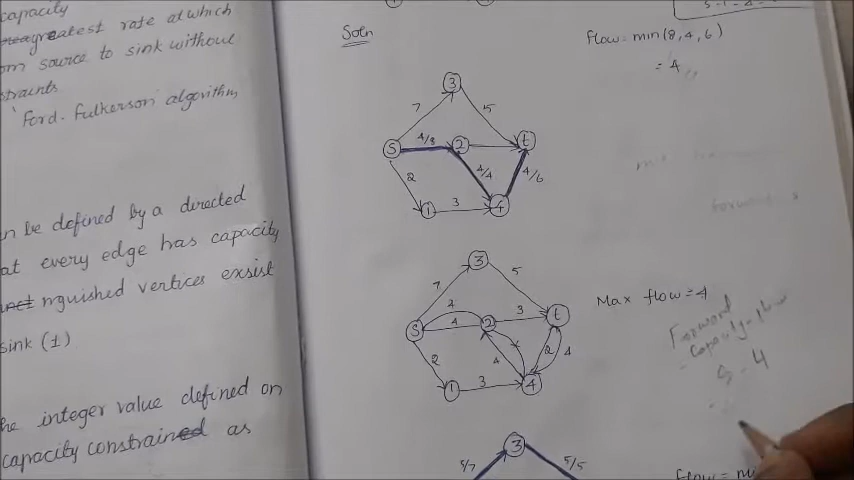 capacity
greatest rate at which
om source to sink without
straints
Ford-Fulkerson algorithm
n be defined by a directed
at every edge has capacity
nguished vertices exsist
sink (t)
he integer value defined on
capacity constrained as
Soln
flow = min(8, 4, 6)
= 4
3
7
5
S
4/8
2
t
4/4
4/6
2
1
3
4
3
7
5
S
4
4
2
3
t
2
4
2
4
1
3
4
Max flow = 4
Forward
capacity - flow
- 4
3
5/7
5/5
flow = mi